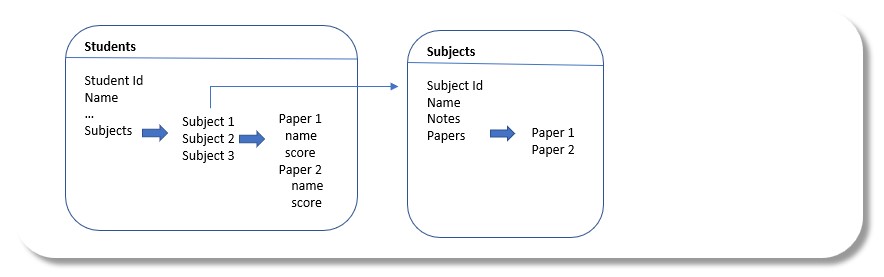 Students
Student Id
Name
...
Subjects
Subject 1
Subject 2
Subject 3
Paper 1
name
score
Paper 2
name
score
Subjects
Subject Id
Name
Notes
Papers
Paper 1
Paper 2